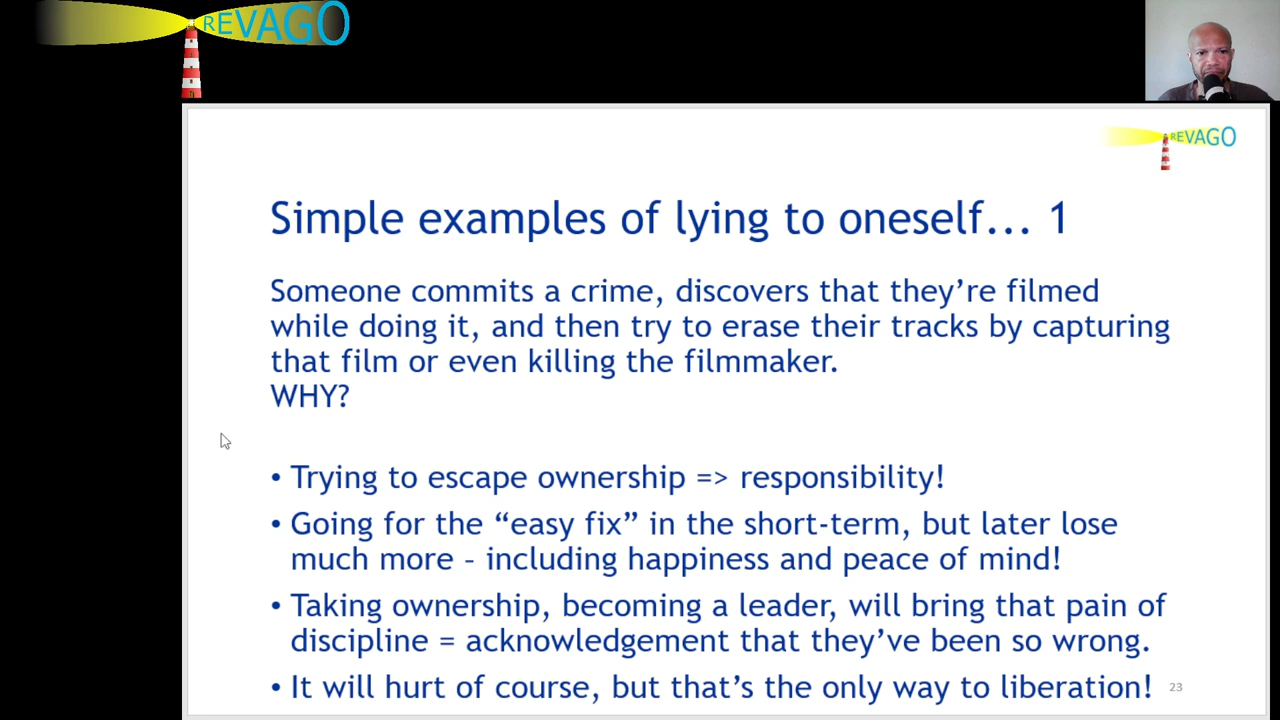 REVAGO
REVAGO
Simple examples of lying to oneself... 1
Someone commits a crime, discovers that they’re filmed
while doing it, and then try to erase their tracks by capturing
that film or even killing the filmmaker.
WHY?
• Trying to escape ownership => responsibility!
• Going for the “easy fix” in the short-term, but later lose
much more – including happiness and peace of mind!
• Taking ownership, becoming a leader, will bring that pain of
discipline = acknowledgement that they’ve been so wrong.
• It will hurt of course, but that’s the only way to liberation!
23